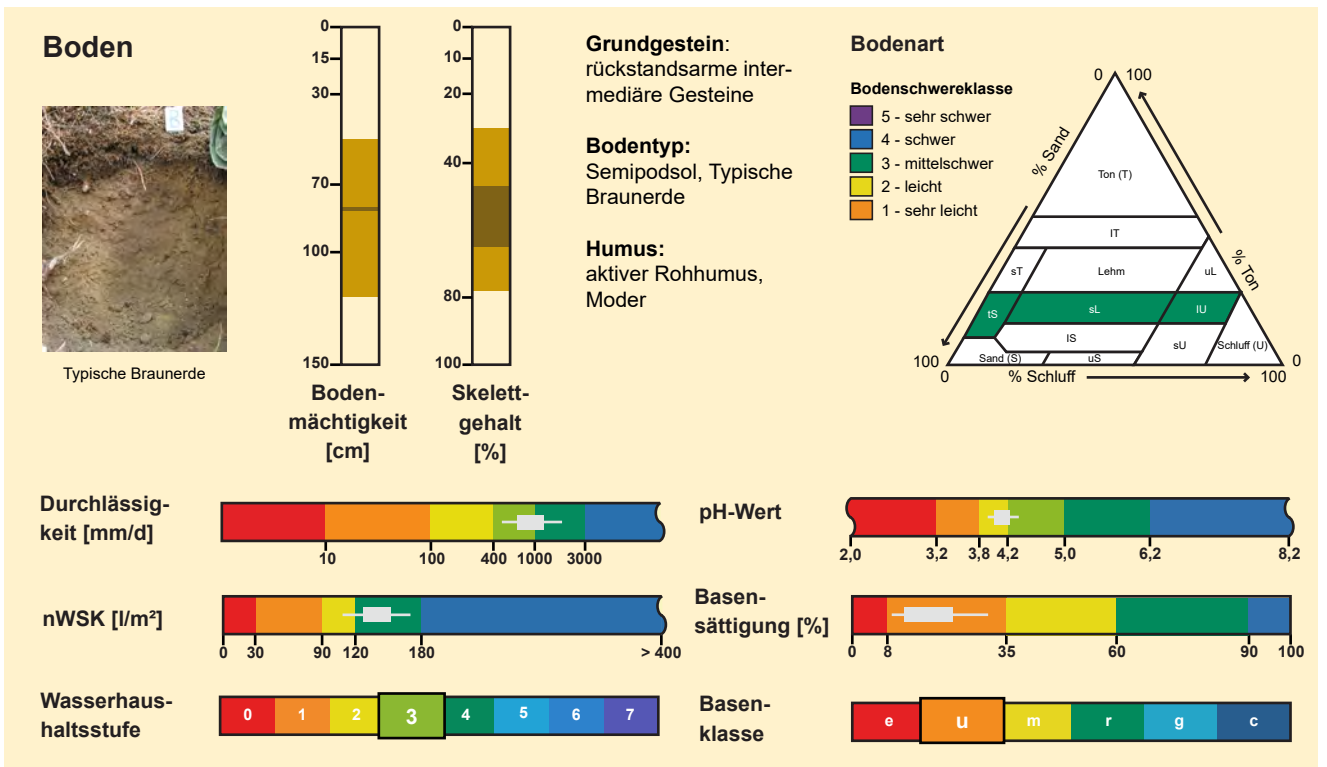 Boden
Typische Braunerde
0
15
30
70
100
150
Boden-
mächtigkeit
[cm]
0
10
20
40
80
100
Skelett-
gehalt
[%]
Grundgestein:
rückstandsarme inter-
mediäre Gesteine
Bodentyp:
Semipodsol, Typische
Braunerde
Humus:
aktiver Rohhumus,
Moder
Bodenart
Bodenschwereklasse
5 - sehr schwer
4 - schwer
3 - mittelschwer
2 - leicht
1 - sehr leicht
0 100
% Sand
% Ton
Ton (T)
lT
sT Lehm uL
tS sL lU
lS
Sand (S) uS sU Schluff (U)
100 0
0 % Schluff 100
Durchlässig-
keit [mm/d]
10 100 400 1000 3000
nWSK [l/m²]
0 30 90 120 180 > 400
Wasserhaus-
haltsstufe
0 1 2 3 4 5 6 7
pH-Wert
2,0 3,2 3,8 4,2 5,0 6,2 8,2
Basen-
sättigung [%]
0 8 35 60 90 100
Basen-
klasse
e u m r g c